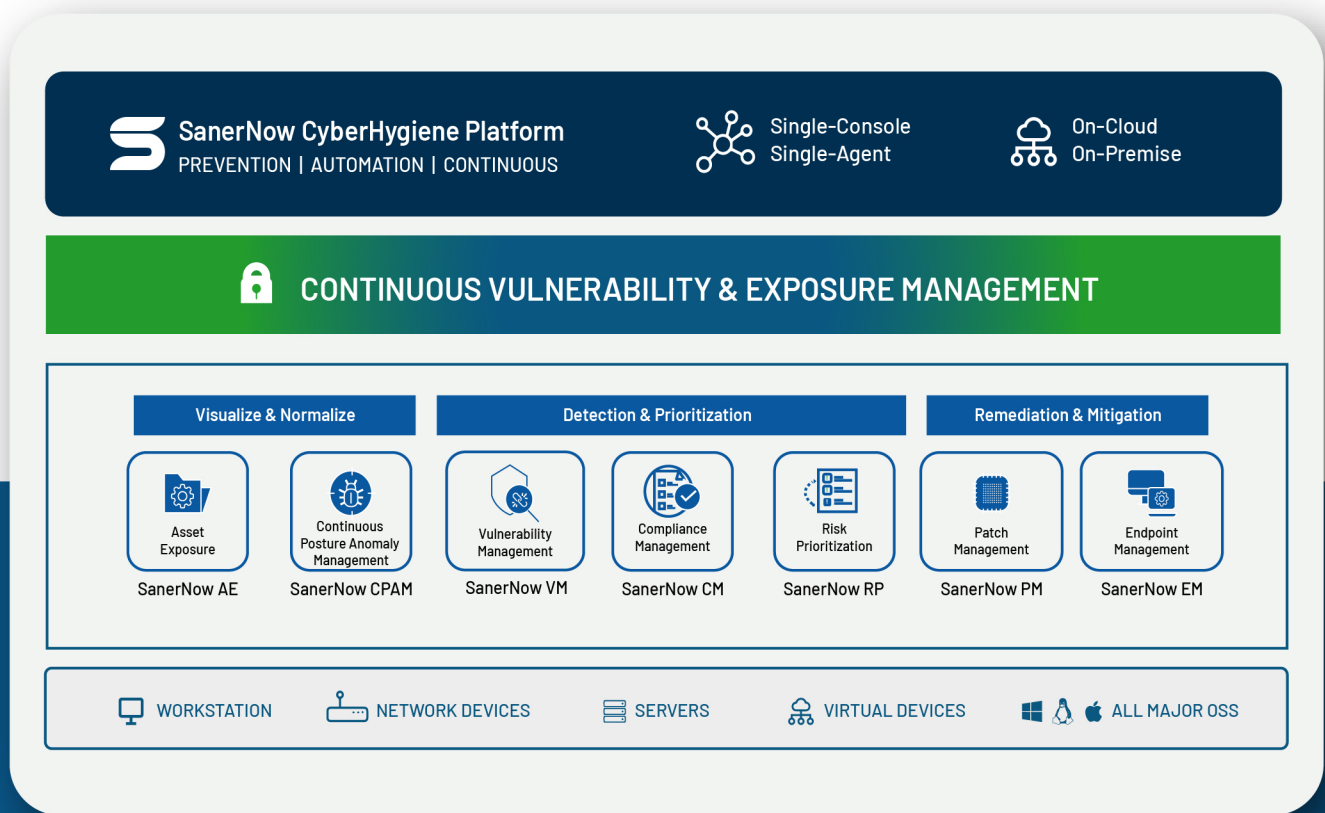 SanerNow CyberHygiene Platform
PREVENTION | AUTOMATION | CONTINUOUS
Single-Console
Single-Agent
On-Cloud
On-Premise
CONTINUOUS VULNERABILITY & EXPOSURE MANAGEMENT
Visualize & Normalize
Detection & Prioritization
Remediation & Mitigation
Asset
Exposure
Continuous
Posture Anomaly
Management
Vulnerability
Management
Compliance
Management
Risk
Prioritization
Patch
Management
Endpoint
Management
SanerNow AE
SanerNow CPAM
SanerNow VM
SanerNow CM
SanerNow RP
SanerNow PM
SanerNow EM
WORKSTATION
NETWORK DEVICES
SERVERS
VIRTUAL DEVICES
ALL MAJOR OSS